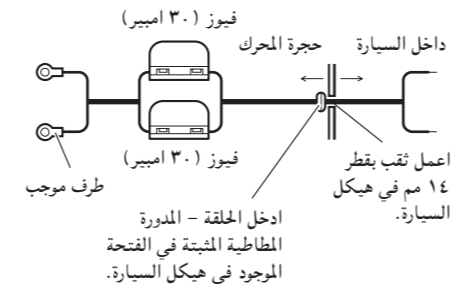 فيوز (٣٠ امبير)
داخل السيارة
حجرة المحرك
فيوز (٣٠ امبير)
طرف موجب
اعمل ثقب بقطر
١٤ مم في هيكل
السيارة.
ادخل الحلقة – المدورة
المطاطية المثبتة في الفتحة
الموجود في هيكل السيارة.